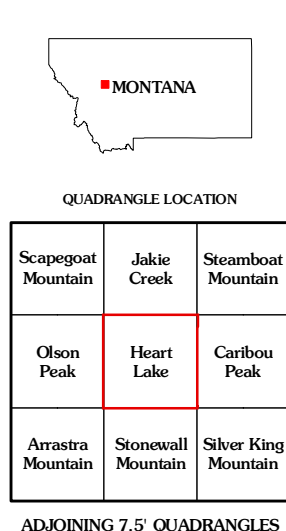 MONTANA
QUADRANGLE LOCATION
Scapegoat
Mountain
Jakie
Creek
Steamboat
Mountain
Olson
Peak
Heart
Lake
Caribou
Peak
Arrastra
Mountain
Stonewall
Mountain
Silver King
Mountain
ADJOINING 7.5' QUADRANGLES